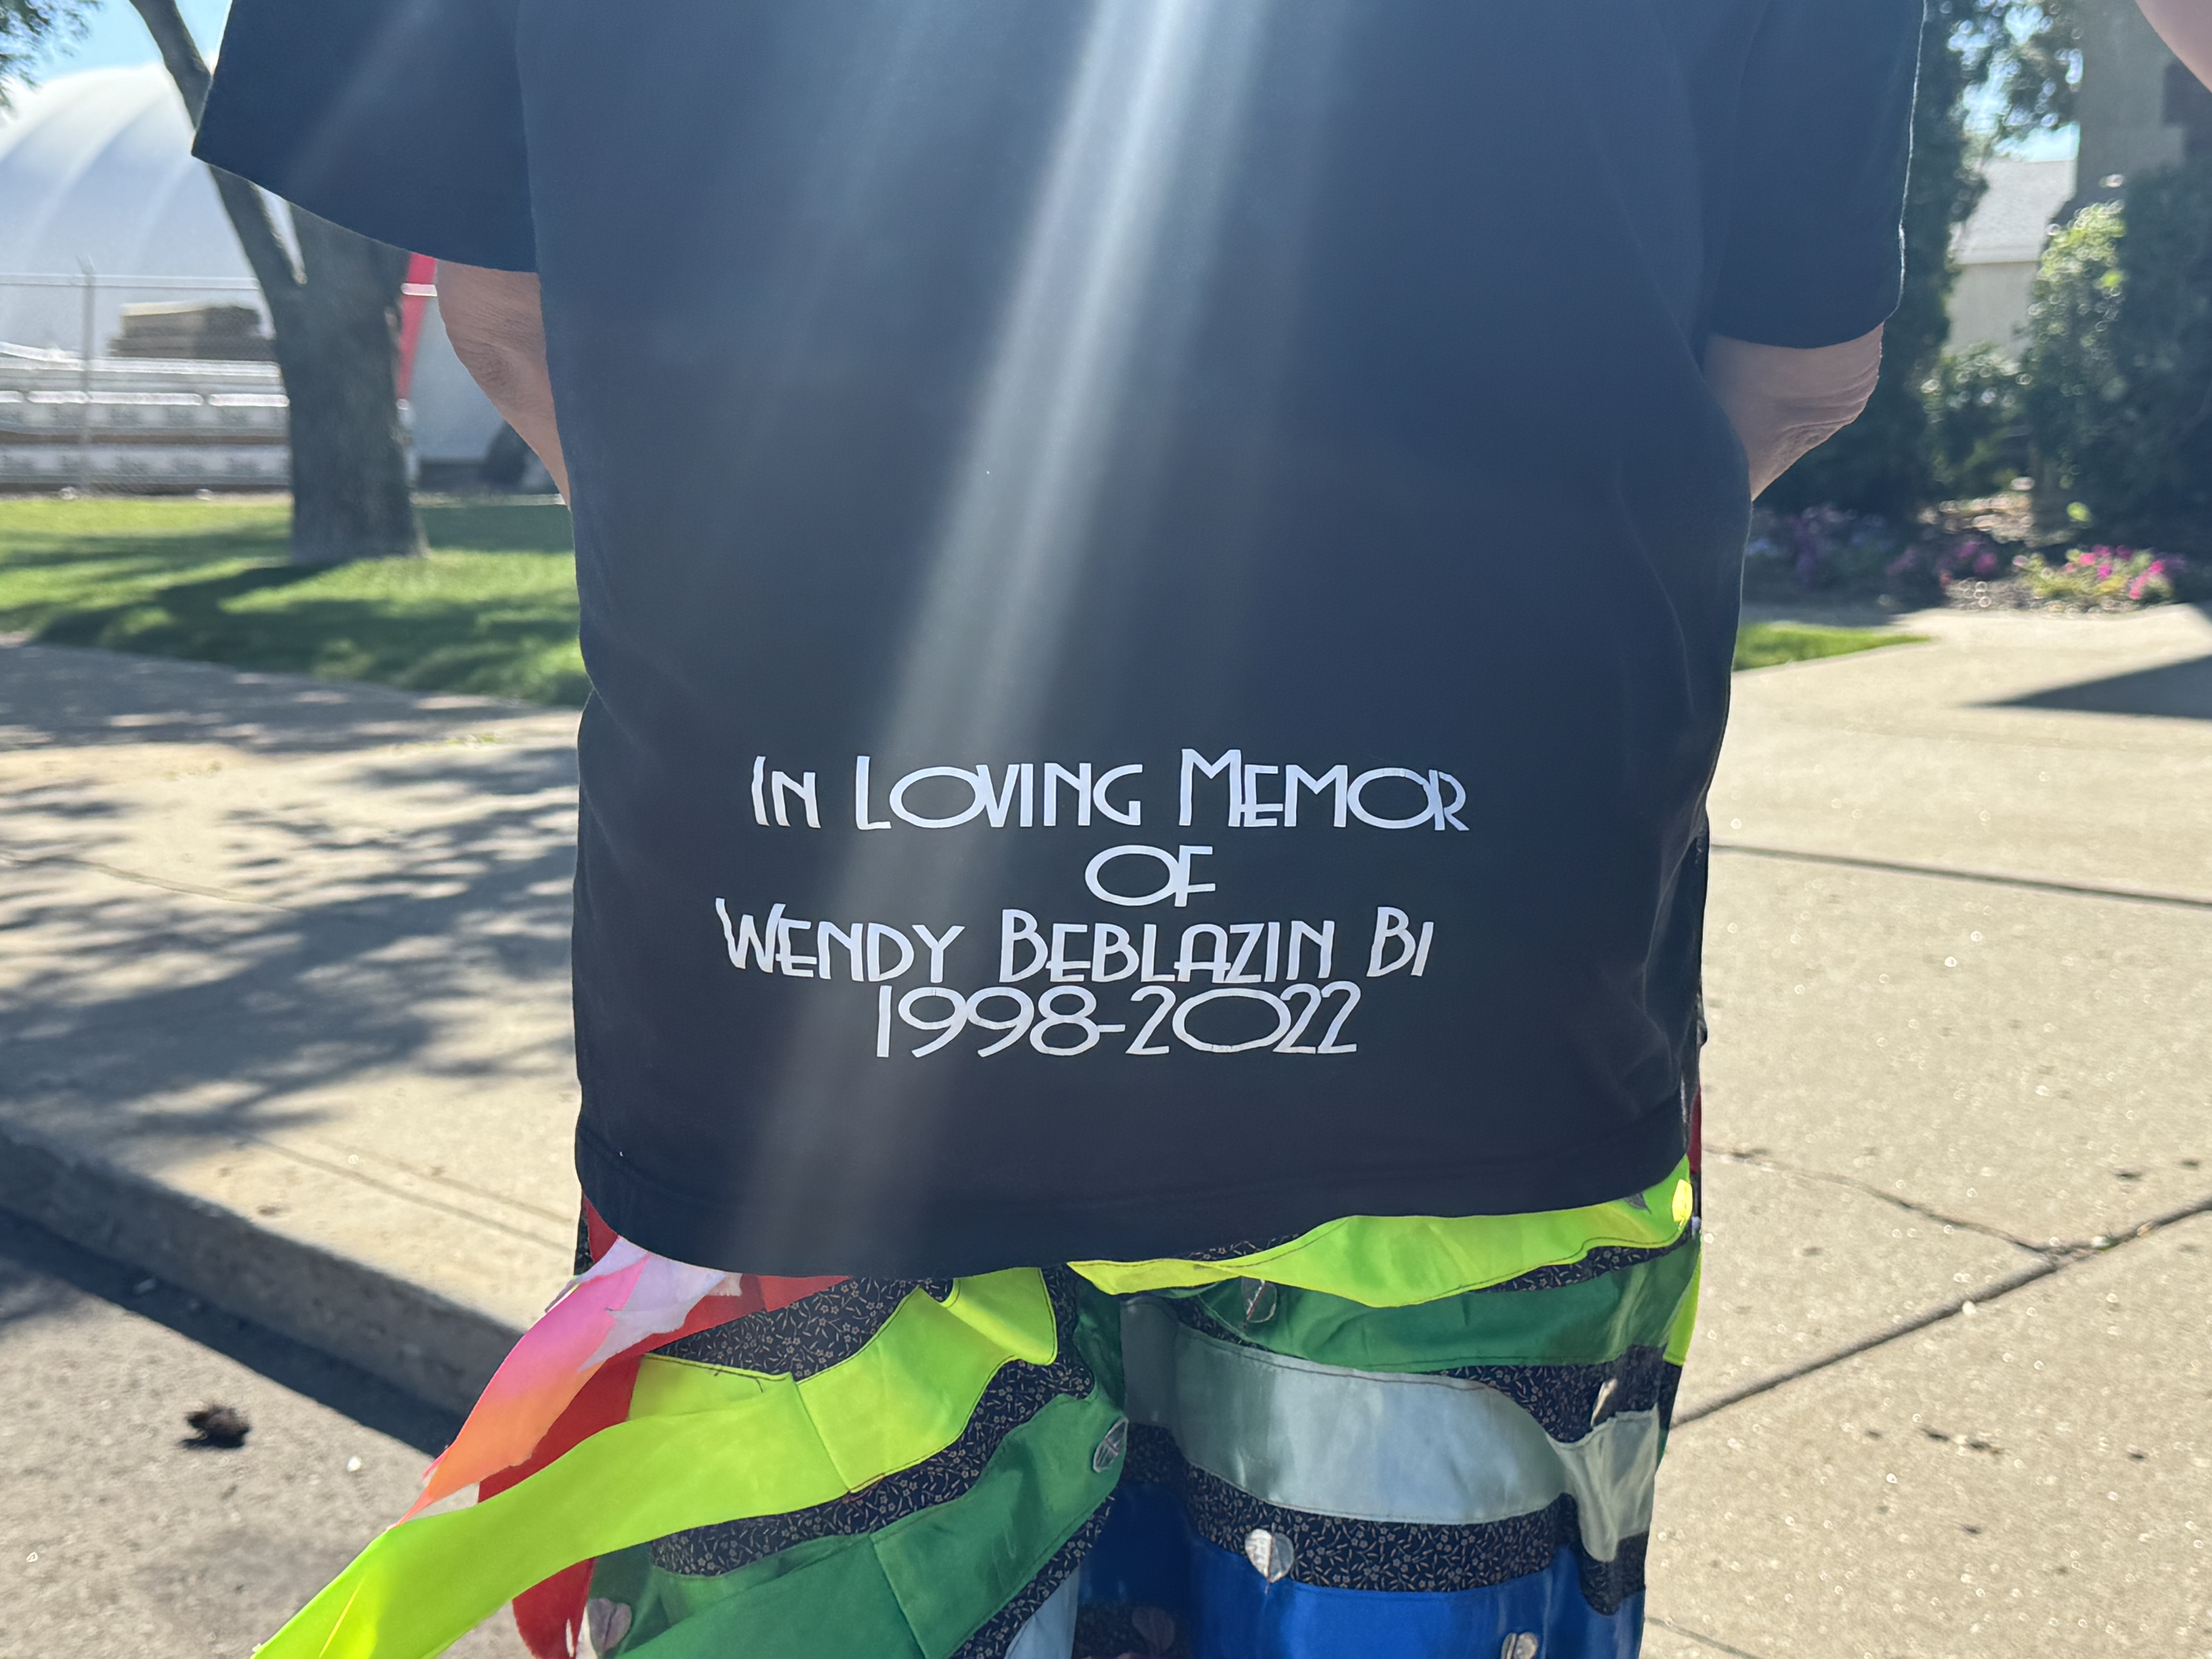 In Loving Memor
of
Wendy Beblazin Bi
1998-2022